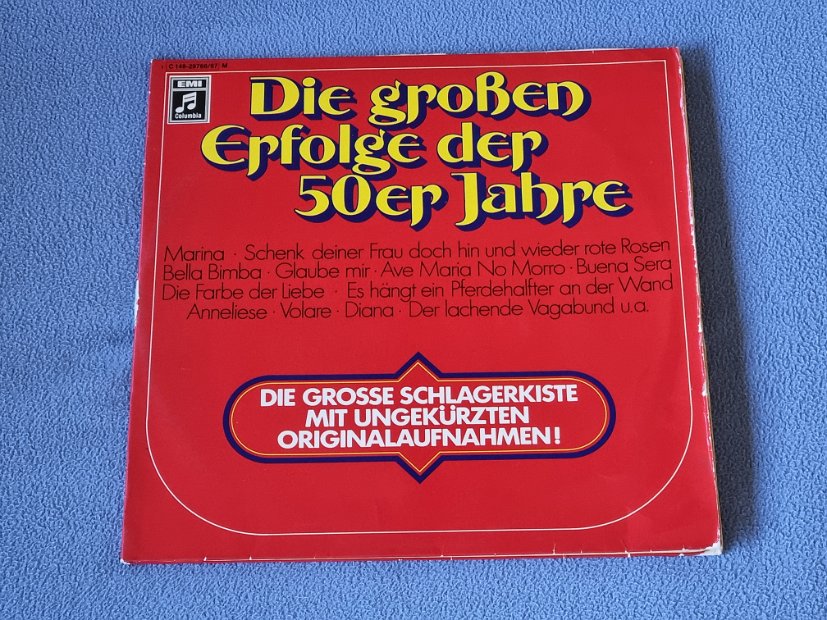 1 C 148-29766/67 M
EMI
Columbia
Die großen
Erfolge der
50er Jahre
Marina · Schenk deiner Frau doch hin und wieder rote Rosen
Bella Bimba · Glaube mir · Ave Maria No Morro · Buena Sera
Die Farbe der Liebe · Es hängt ein Pferdehalfter an der Wand
Anneliese · Volare · Diana · Der lachende Vagabund u.a.
DIE GROSSE SCHLAGERKISTE
MIT UNGEKÜRZTEN
ORIGINALAUFNAHMEN!